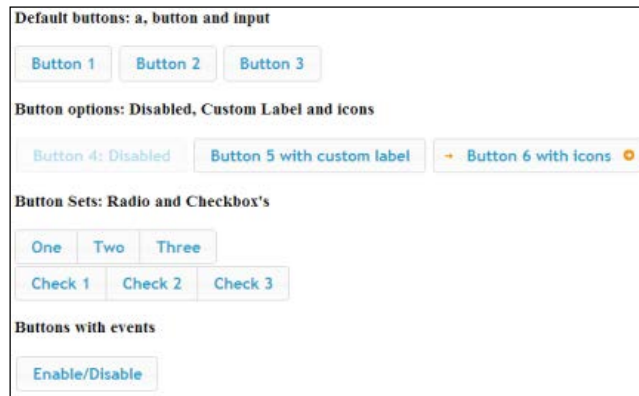 Default buttons: a, button and input
Button 1 Button 2 Button 3
Button options: Disabled, Custom Label and icons
Button 4: Disabled Button 5 with custom label Button 6 with icons
Button Sets: Radio and Checkbox's
One Two Three
Check 1 Check 2 Check 3
Buttons with events
Enable/Disable